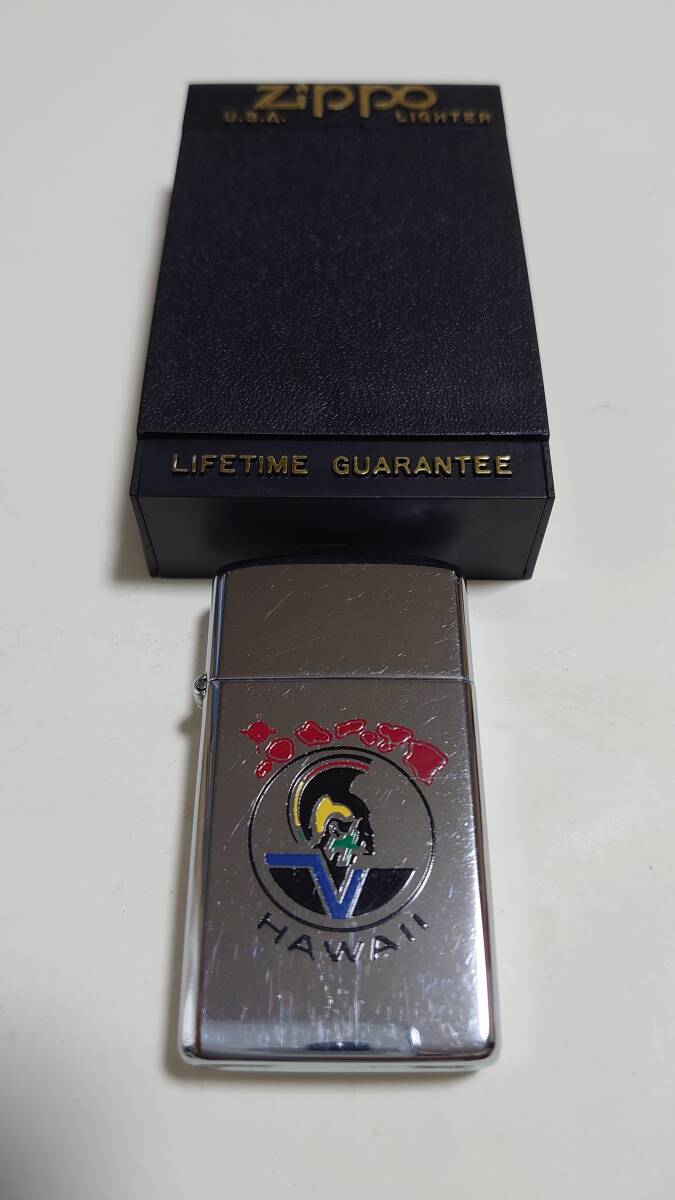 Zippo
U.S.A. LIGHTER
LIFETIME GUARANTEE
HAWAII